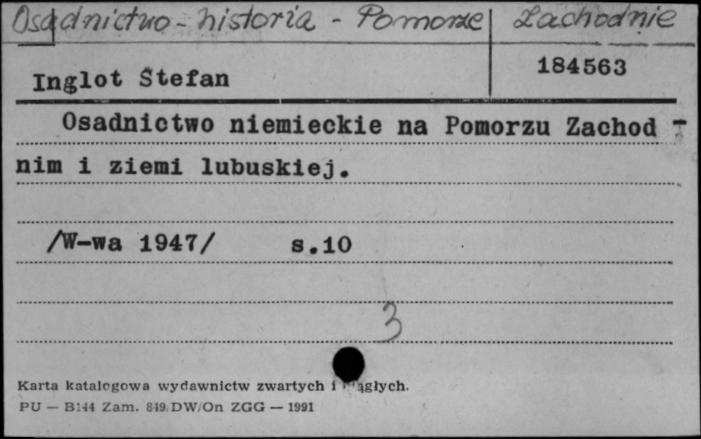 Osadnictwo - historia - Pomorze Zachodnie
Inglot Stefan
184563
Osadnictwo niemieckie na Pomorzu Zachod -
nim i ziemi lubuskiej.
/W-wa 1947/ s.10
3
Karta katalogowa wydawnictw zwartych i
PU — B144 Zam. 849 DW/On ZGG — 1991